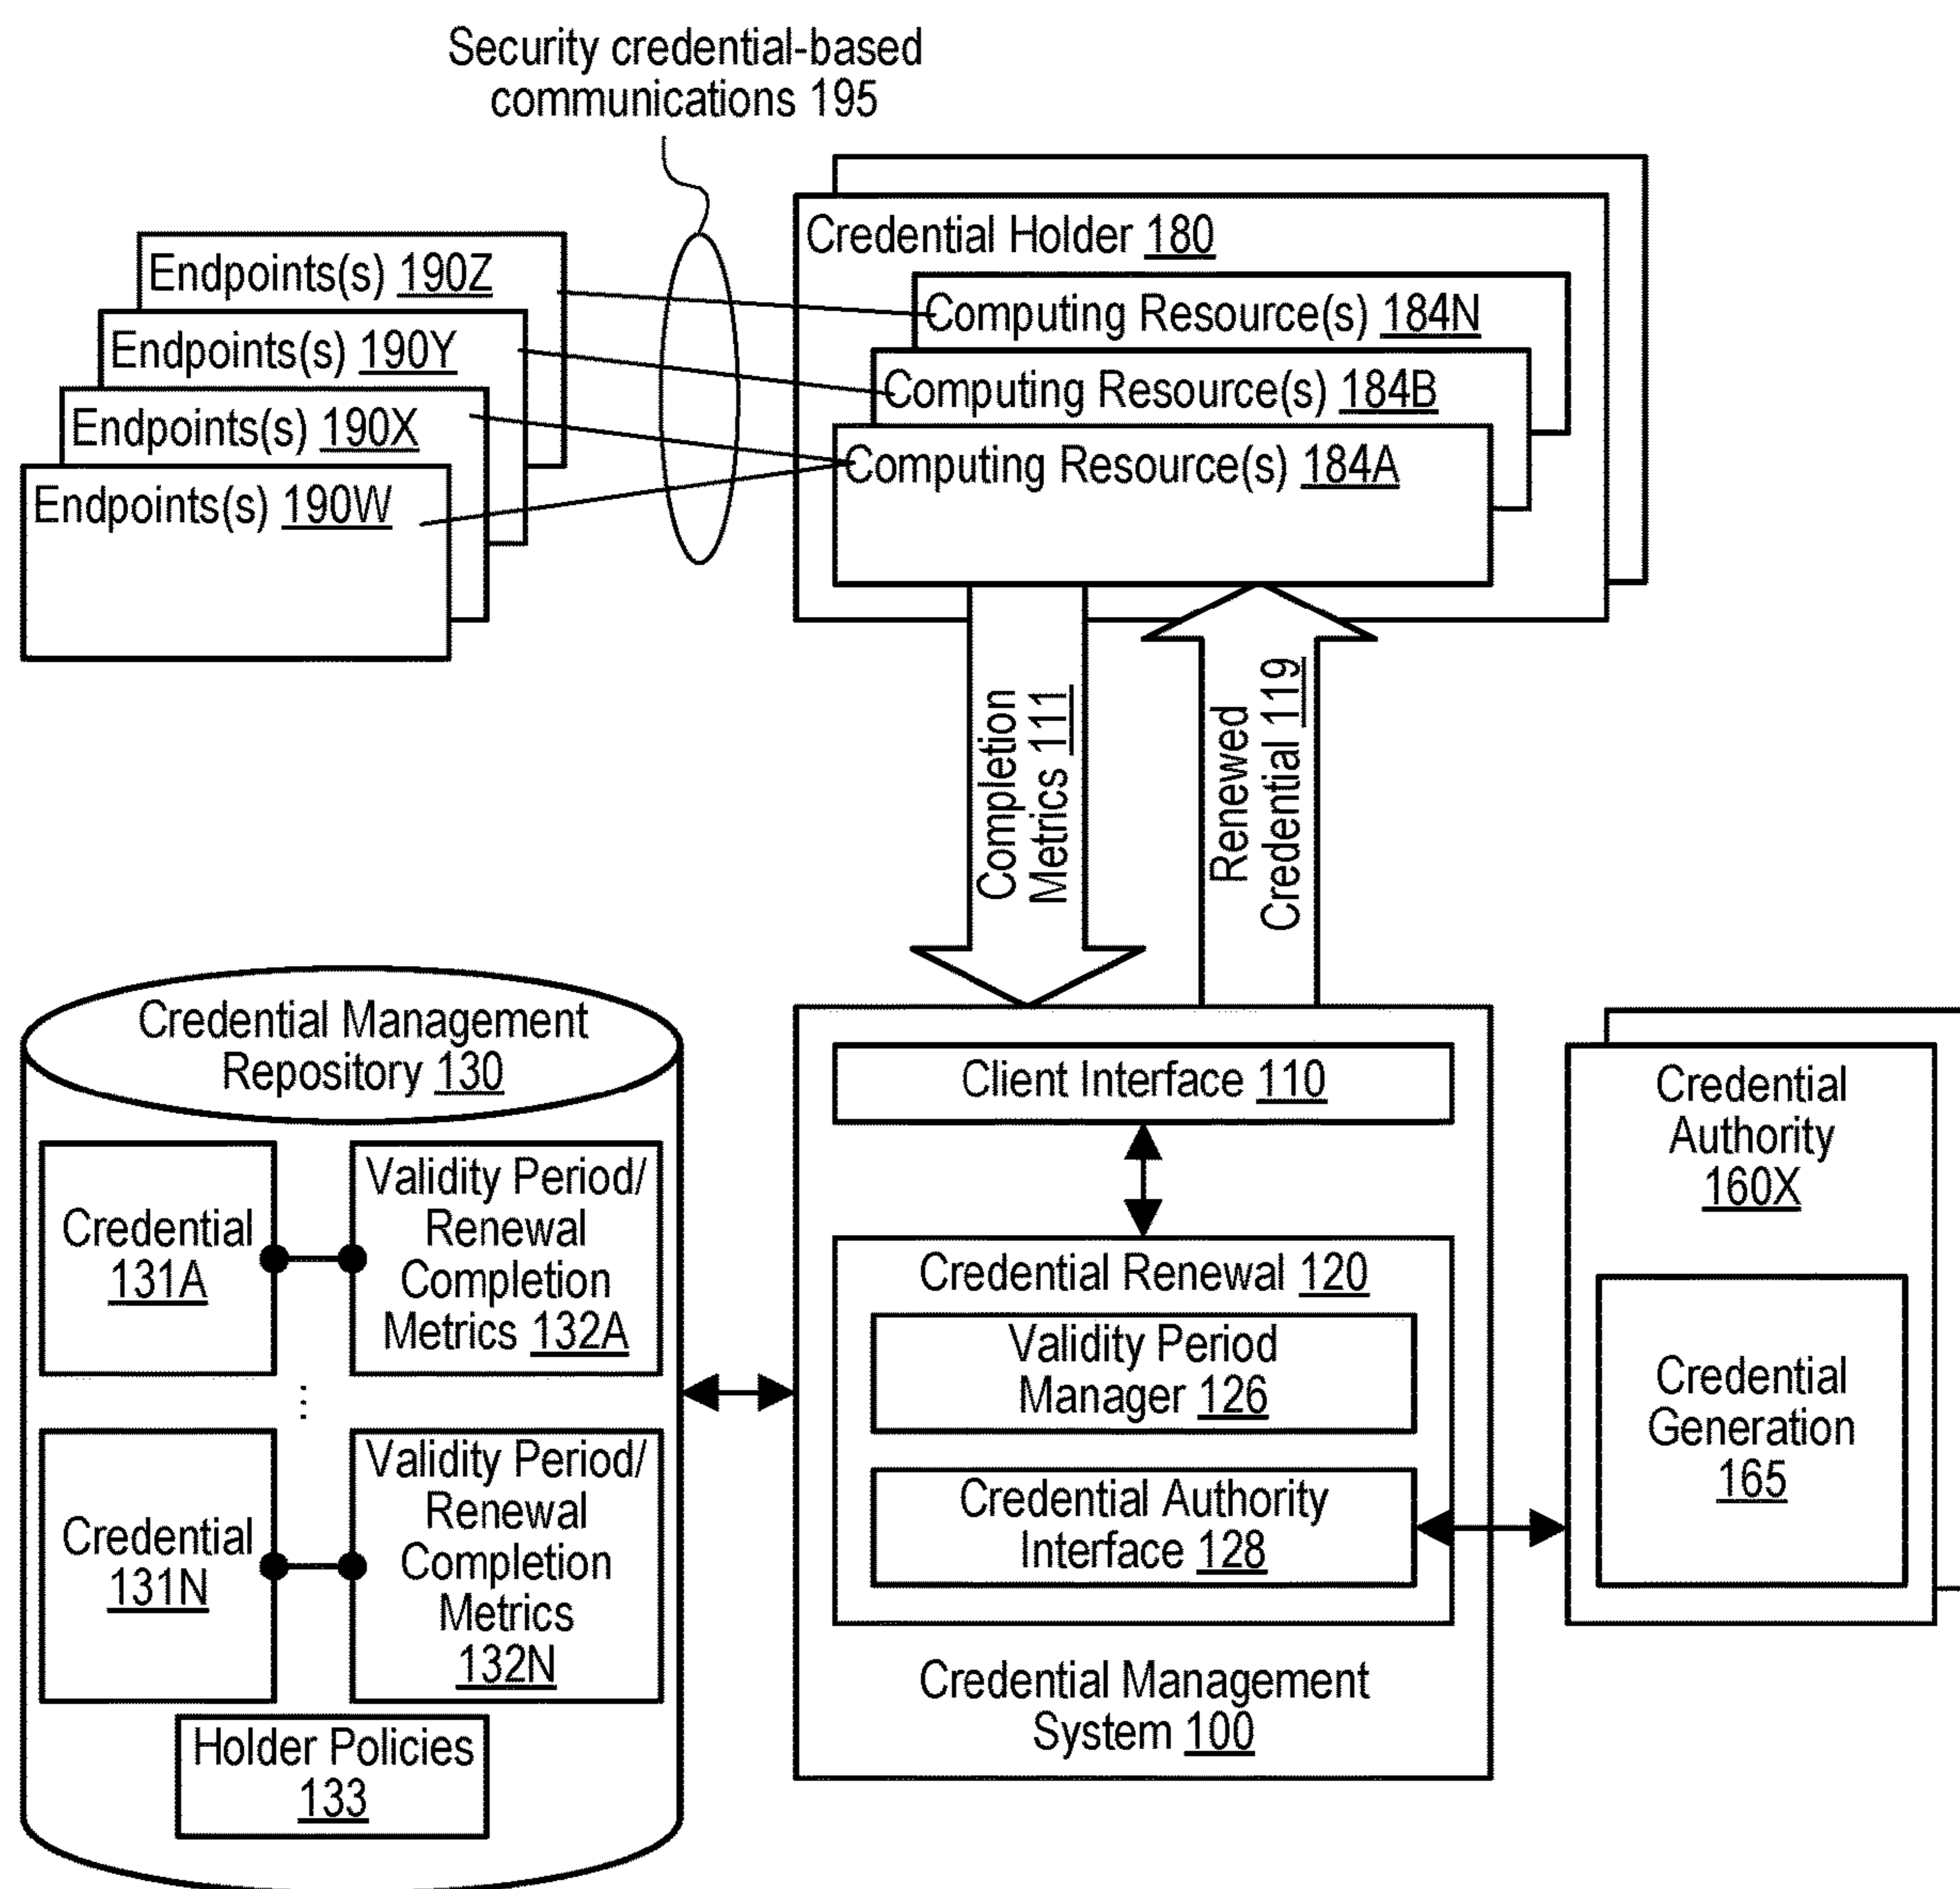 Security credential-based
communications 195
Credential Holder 180
Endpoints(s) 190Z
Endpoints(s) 190Y
Endpoints(s) 190X
Endpoints(s) 190W
Computing Resource(s) 184N
Computing Resource(s) 184B
Computing Resource(s) 184A
Completion
Metrics 111
Renewed
Credential 119
Credential Management
Repository 130
Credential
131A
Validity Period/
Renewal
Completion
Metrics 132A
...
Credential
131N
Validity Period/
Renewal
Completion
Metrics
132N
Holder Policies
133
Client Interface 110
Credential Renewal 120
Validity Period
Manager 126
Credential Authority
Interface 128
Credential Management
System 100
Credential
Authority
160X
Credential
Generation
165